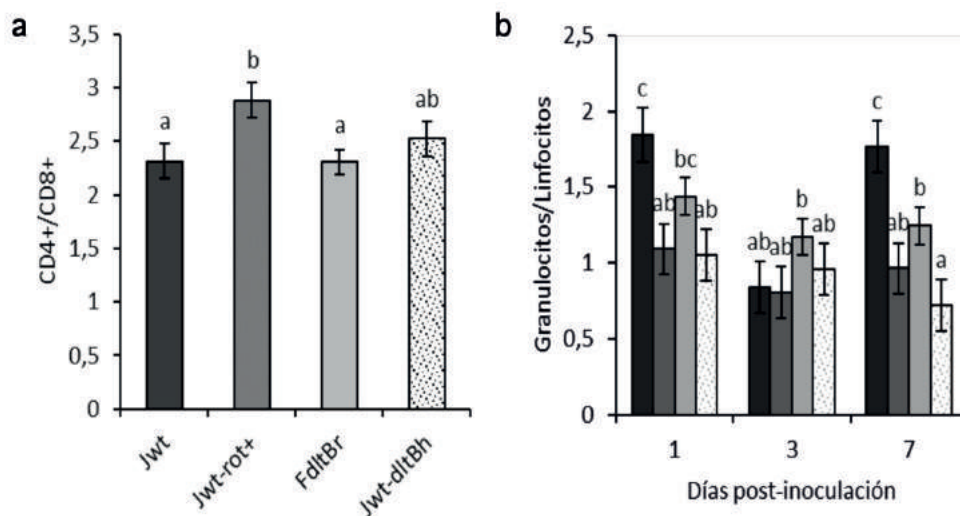 a
CD4+/CD8+
3,5
3
2,5
2
1,5
1
0,5
0
a
b
a
ab
Jwt
Jwt-rot+
FdltBr
Jwt-dltBh
b
Granulocitos/Linfocitos
2,5
2
1,5
1
0,5
0
c
ab
bc
ab
ab
ab
b
ab
c
ab
b
a
1 3 7
Días post-inoculación